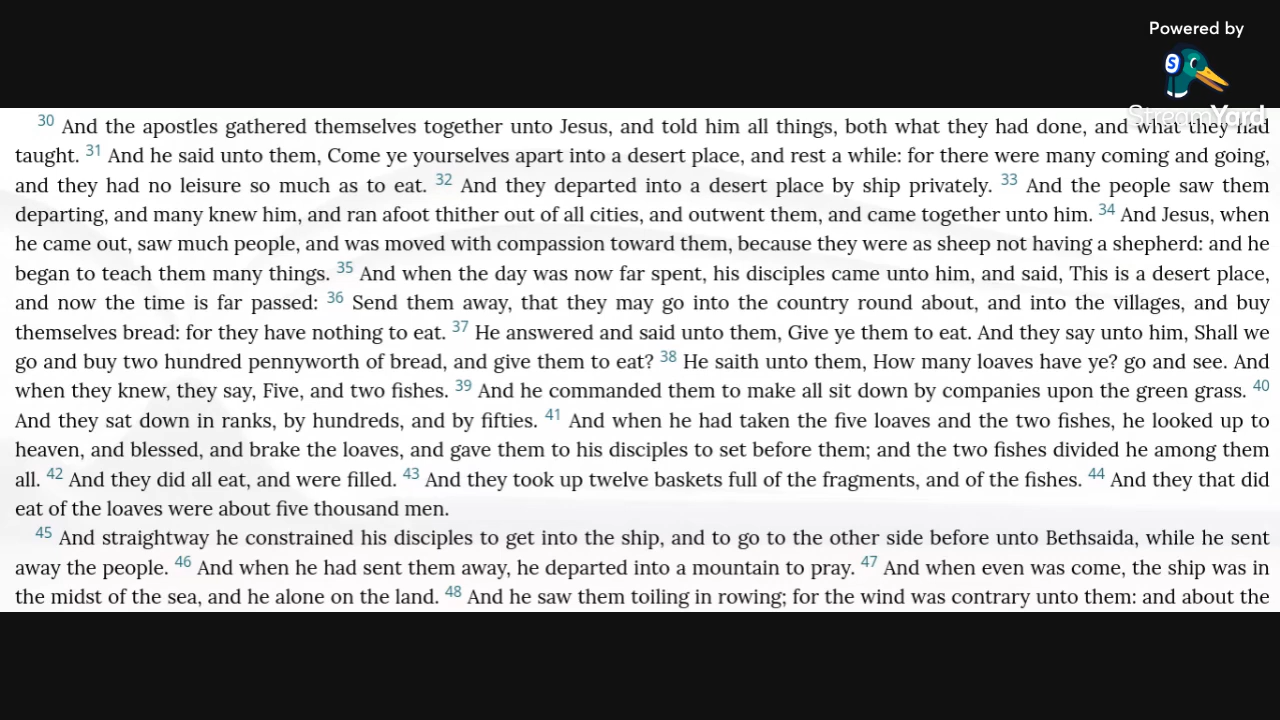 Powered by
StreamYard
30 And the apostles gathered themselves together unto Jesus, and told him all things, both what they had done, and what they had
taught. 31 And he said unto them, Come ye yourselves apart into a desert place, and rest a while: for there were many coming and going,
and they had no leisure so much as to eat. 32 And they departed into a desert place by ship privately. 33 And the people saw them
departing, and many knew him, and ran afoot thither out of all cities, and outwent them, and came together unto him. 34 And Jesus, when
he came out, saw much people, and was moved with compassion toward them, because they were as sheep not having a shepherd: and he
began to teach them many things. 35 And when the day was now far spent, his disciples came unto him, and said, This is a desert place,
and now the time is far passed: 36 Send them away, that they may go into the country round about, and into the villages, and buy
themselves bread: for they have nothing to eat. 37 He answered and said unto them, Give ye them to eat. And they say unto him, Shall we
go and buy two hundred pennyworth of bread, and give them to eat? 38 He saith unto them, How many loaves have ye? go and see. And
when they knew, they say, Five, and two fishes. 39 And he commanded them to make all sit down by companies upon the green grass. 40
And they sat down in ranks, by hundreds, and by fifties. 41 And when he had taken the five loaves and the two fishes, he looked up to
heaven, and blessed, and brake the loaves, and gave them to his disciples to set before them; and the two fishes divided he among them
all. 42 And they did all eat, and were filled. 43 And they took up twelve baskets full of the fragments, and of the fishes. 44 And they that did
eat of the loaves were about five thousand men.
45 And straightway he constrained his disciples to get into the ship, and to go to the other side before unto Bethsaida, while he sent
away the people. 46 And when he had sent them away, he departed into a mountain to pray. 47 And when even was come, the ship was in
the midst of the sea, and he alone on the land. 48 And he saw them toiling in rowing; for the wind was contrary unto them: and about the